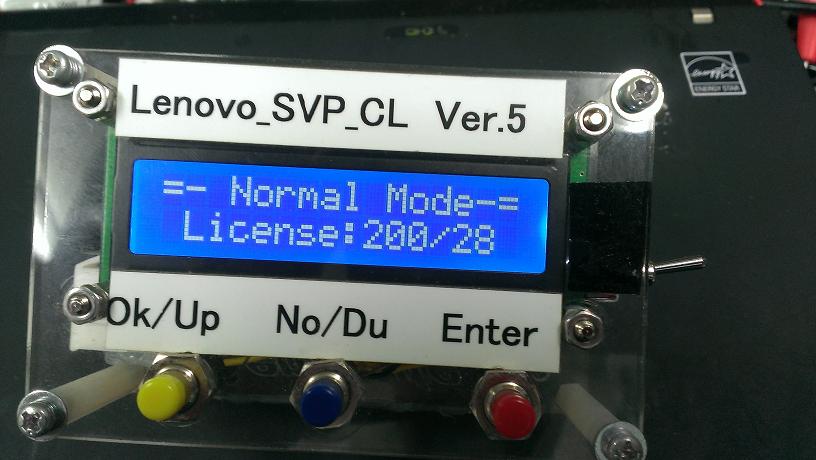 Lenovo_SVP_CL Ver.5
=- Normal Mode-=
License:200/28
Ok/Up No/Du Enter
ENERGY STAR